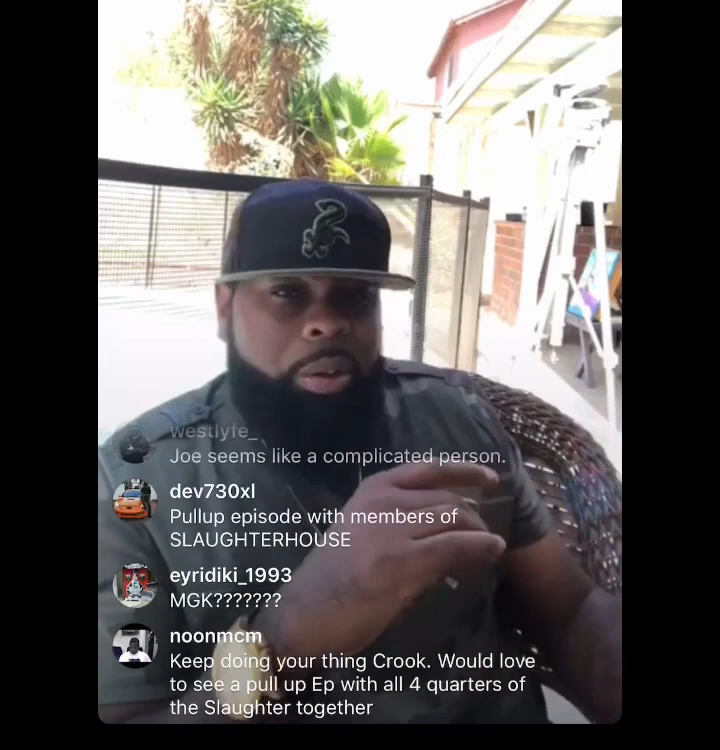 westlyfe_
Joe seems like a complicated person.
dev730xl
Pullup episode with members of
SLAUGHTERHOUSE
eyridiki_1993
MGK???????
noonmcm
Keep doing your thing Crook. Would love
to see a pull up Ep with all 4 quarters of
the Slaughter together